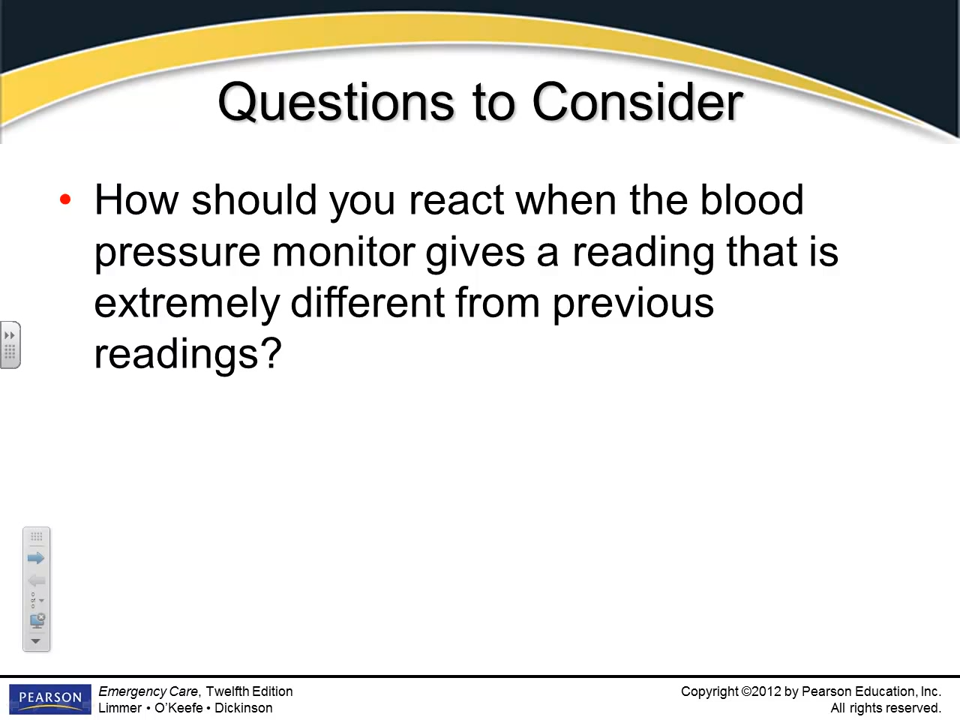 Questions to Consider
• How should you react when the blood
pressure monitor gives a reading that is
extremely different from previous
readings?
PEARSON
Emergency Care, Twelfth Edition
Limmer • O'Keefe • Dickinson
Copyright ©2012 by Pearson Education, Inc.
All rights reserved.